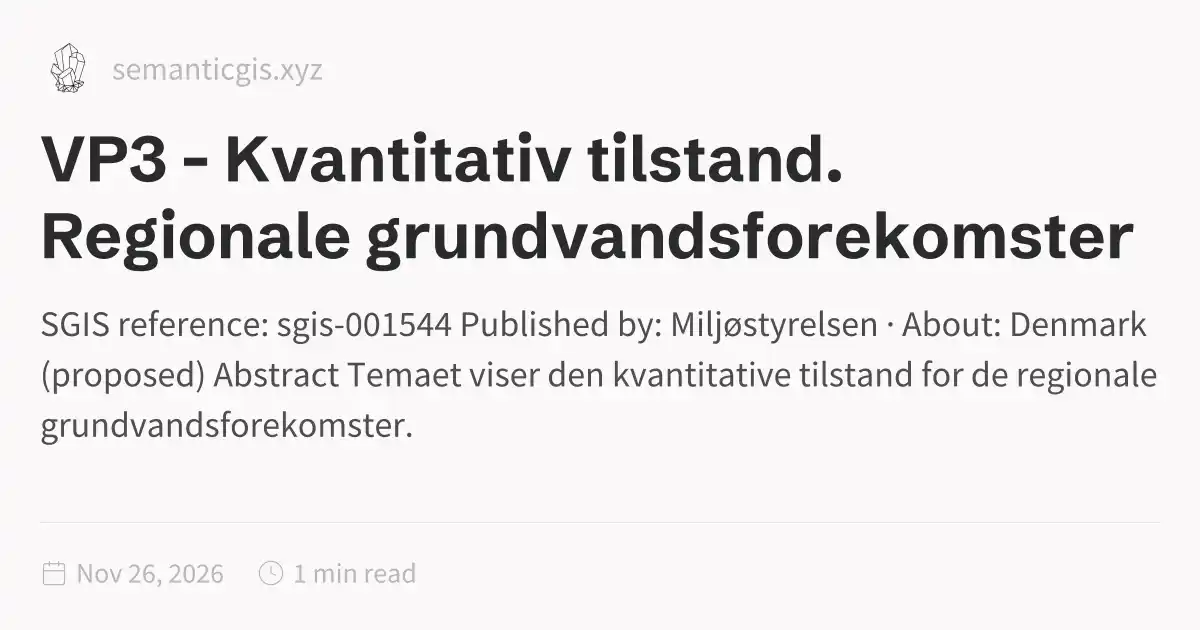 semanticgis.xyz
VP3 - Kvantitativ tilstand.
Regionale grundvandsforekomster
SGIS reference: sgis-001544 Published by: Miljøstyrelsen · About: Denmark
(proposed) Abstract Temaet viser den kvantitative tilstand for de regionale
grundvandsforekomster.
Nov 26, 2026 1 min read